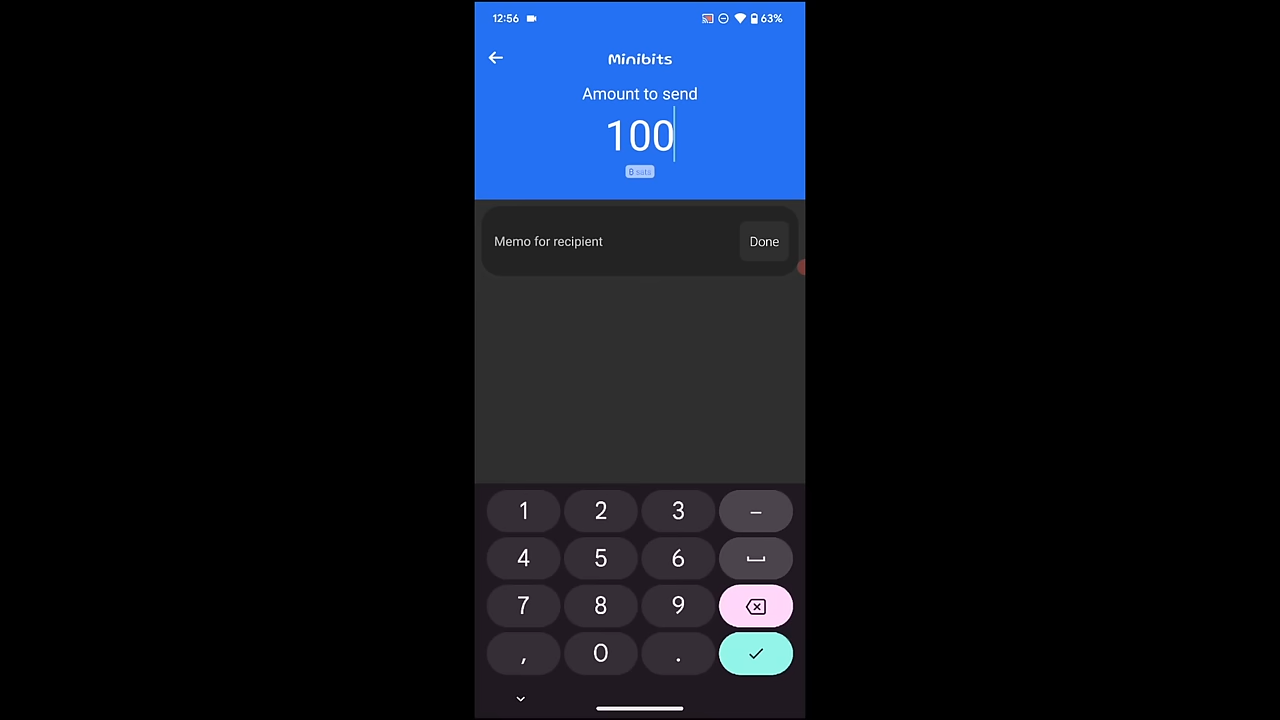 12:56 63%
Minibits
Amount to send
100
₿ sats
Memo for recipient
Done
1 2 3 –
4 5 6
7 8 9
, 0 .